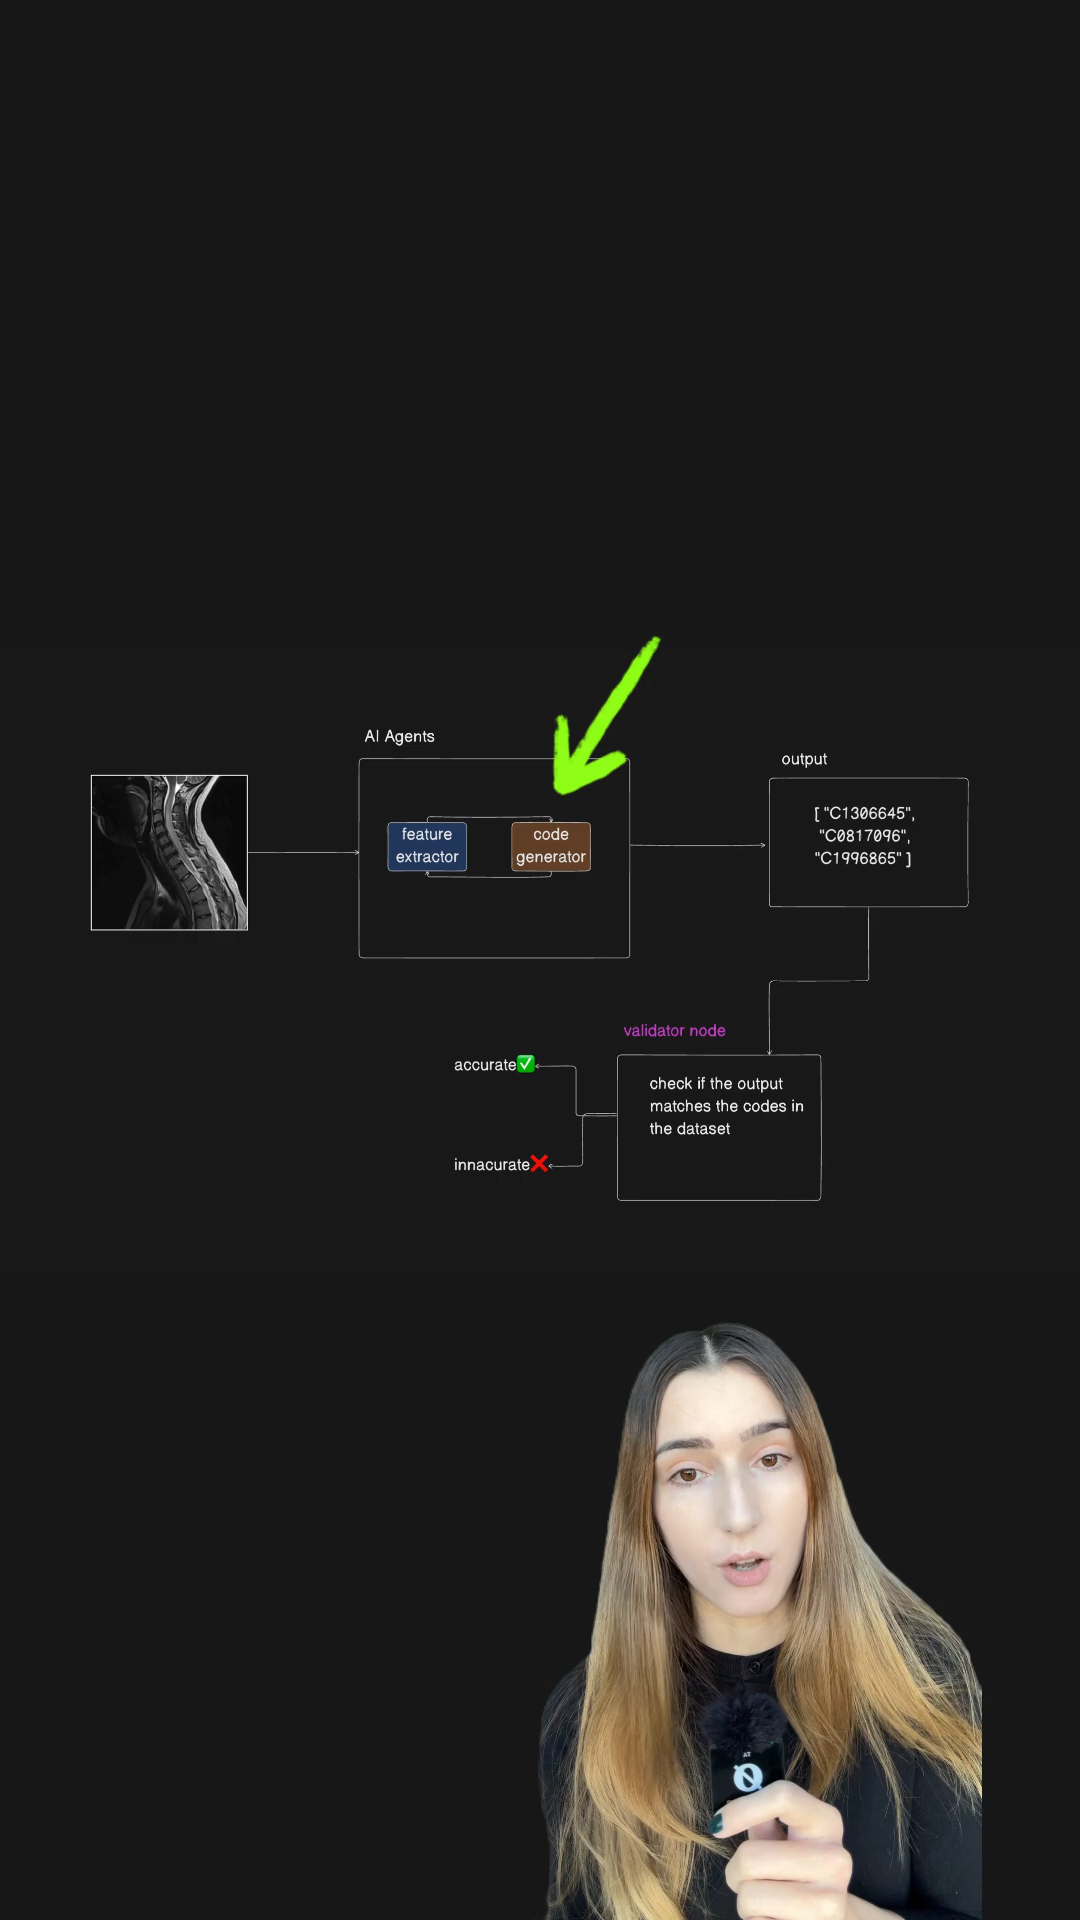 AI Agents
output
feature
extractor
code
generator
[ "C1306645",
"C0817096",
"C1996865" ]
validator node
accurate✅
check if the output
matches the codes in
the dataset
innacurate❌
AT